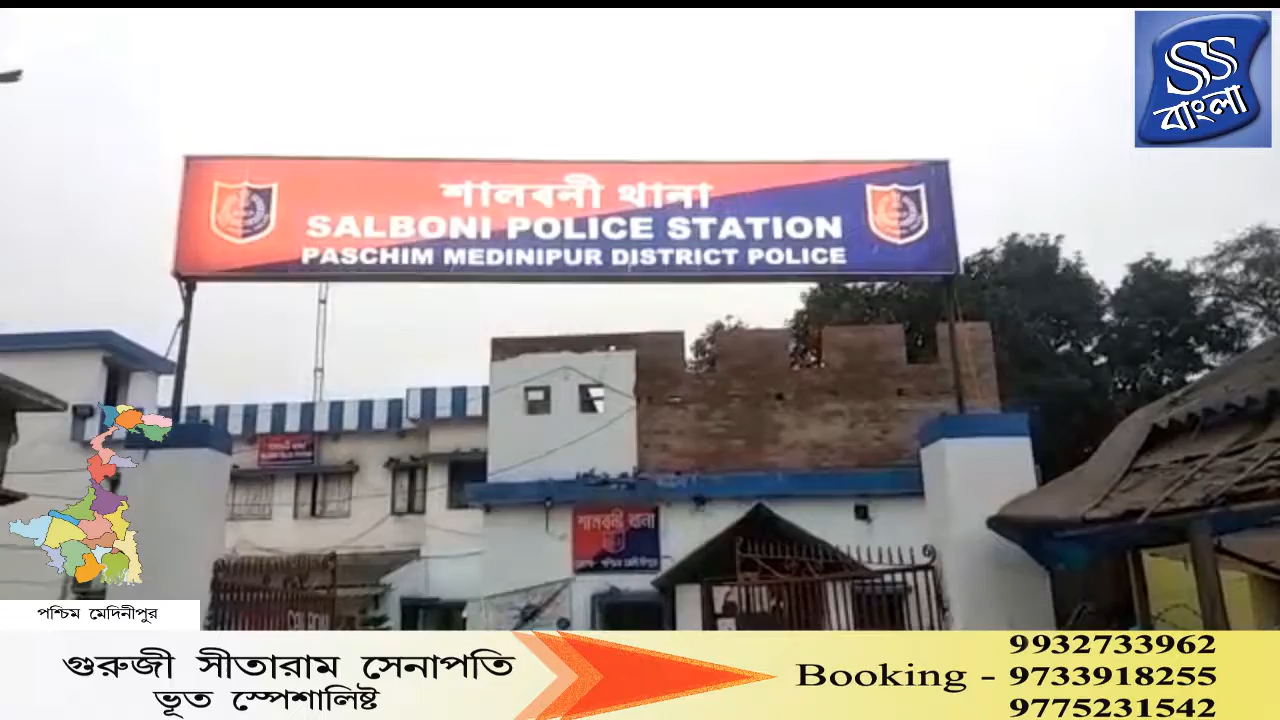 SS
বাংলা
শালবনী থানা
SALBONI POLICE STATION
PASCHIM MEDINIPUR DISTRICT POLICE
শালবনী থানা
পশ্চিম মেদিনীপুর
গুরুজী সীতারাম সেনাপতি
ভূত স্পেশালিষ্ট
Booking - 9932733962
9733918255
9775231542